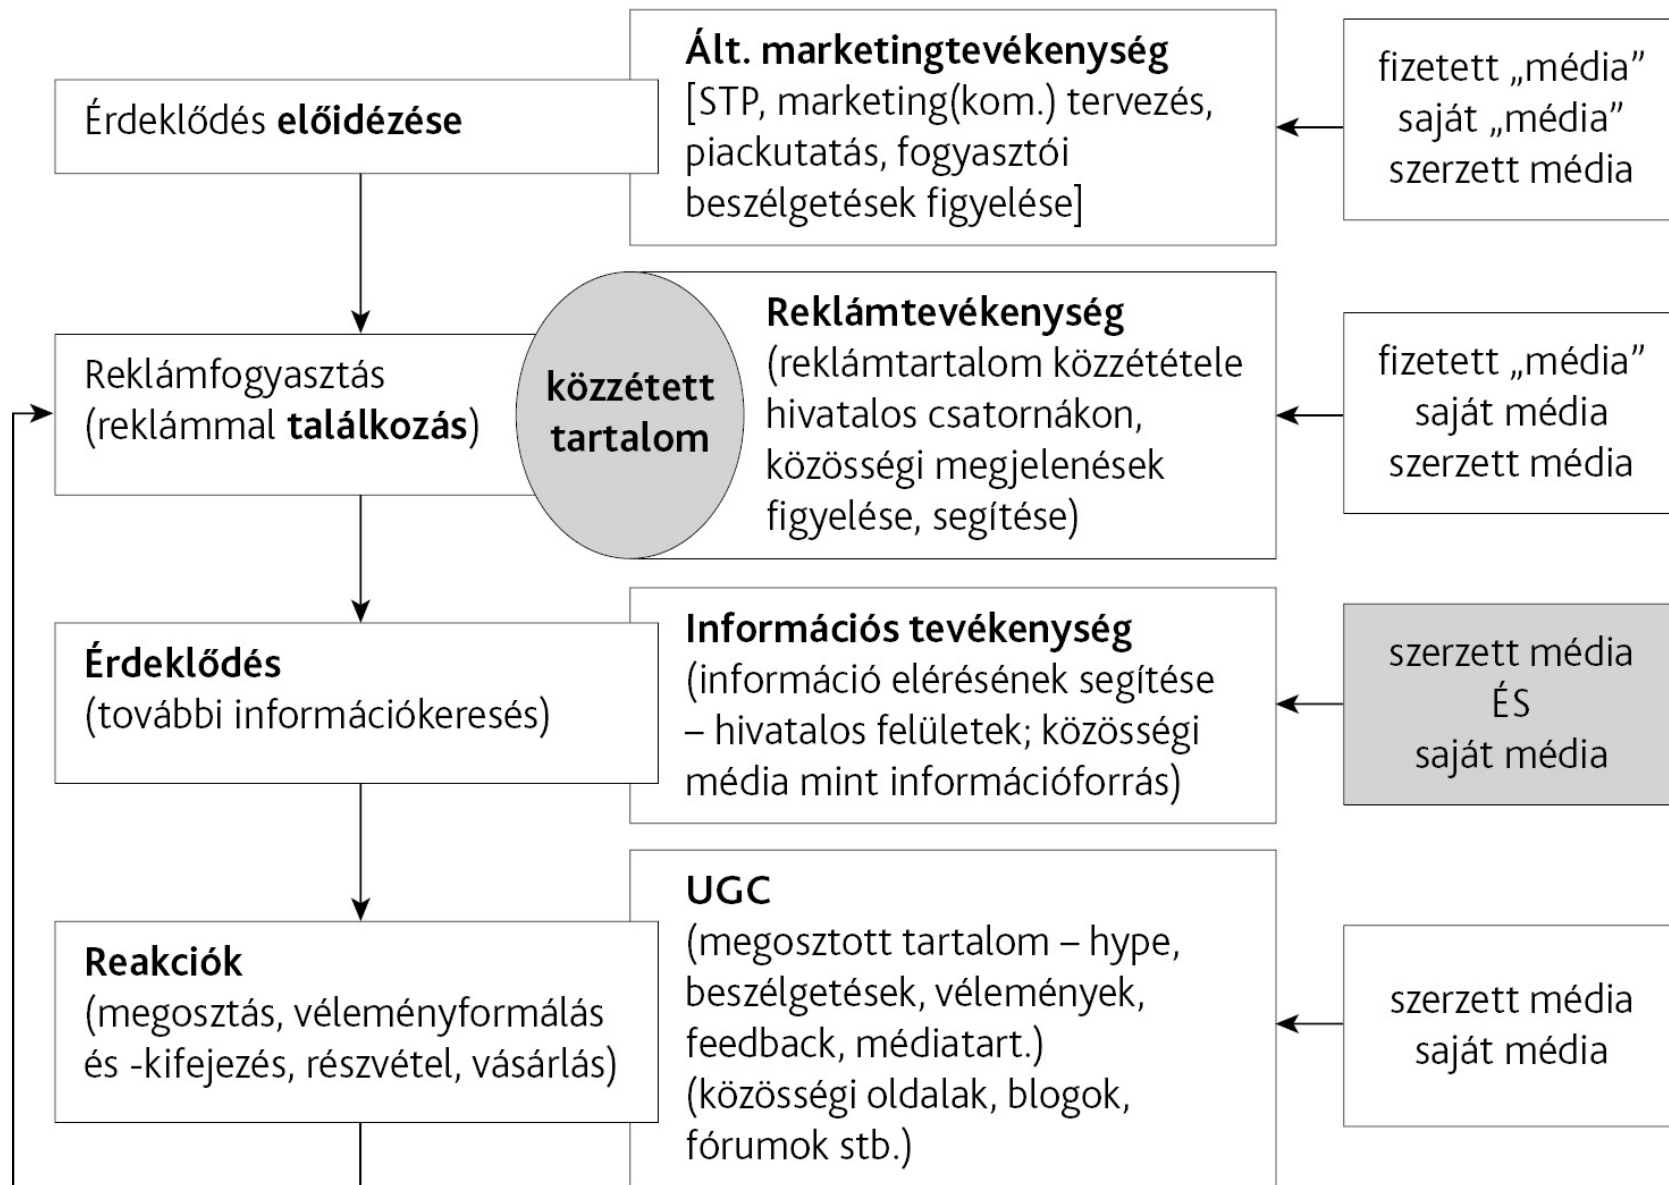 Érdeklődés előidézése
Ált. marketingtevékenység
[STP, marketing(kom.) tervezés,
piackutatás, fogyasztói
beszélgetések figyelése]
fizetett „média”
saját „média”
szerzett média
Reklámfogyasztás
(reklámmal találkozás)
közzétett
tartalom
Reklámtevékenység
(reklámtartalom közzététele
hivatalos csatornákon,
közösségi megjelenések
figyelése, segítése)
fizetett „média”
saját média
szerzett média
Érdeklődés
(további információkeresés)
Információs tevékenység
(információ elérésének segítése
– hivatalos felületek; közösségi
média mint információforrás)
szerzett média
ÉS
saját média
Reakciók
(megosztás, véleményformálás
és -kifejezés, részvétel, vásárlás)
UGC
(megosztott tartalom – hype,
beszélgetések, vélemények,
feedback, médiatart.)
(közösségi oldalak, blogok,
fórumok stb.)
szerzett média
saját média